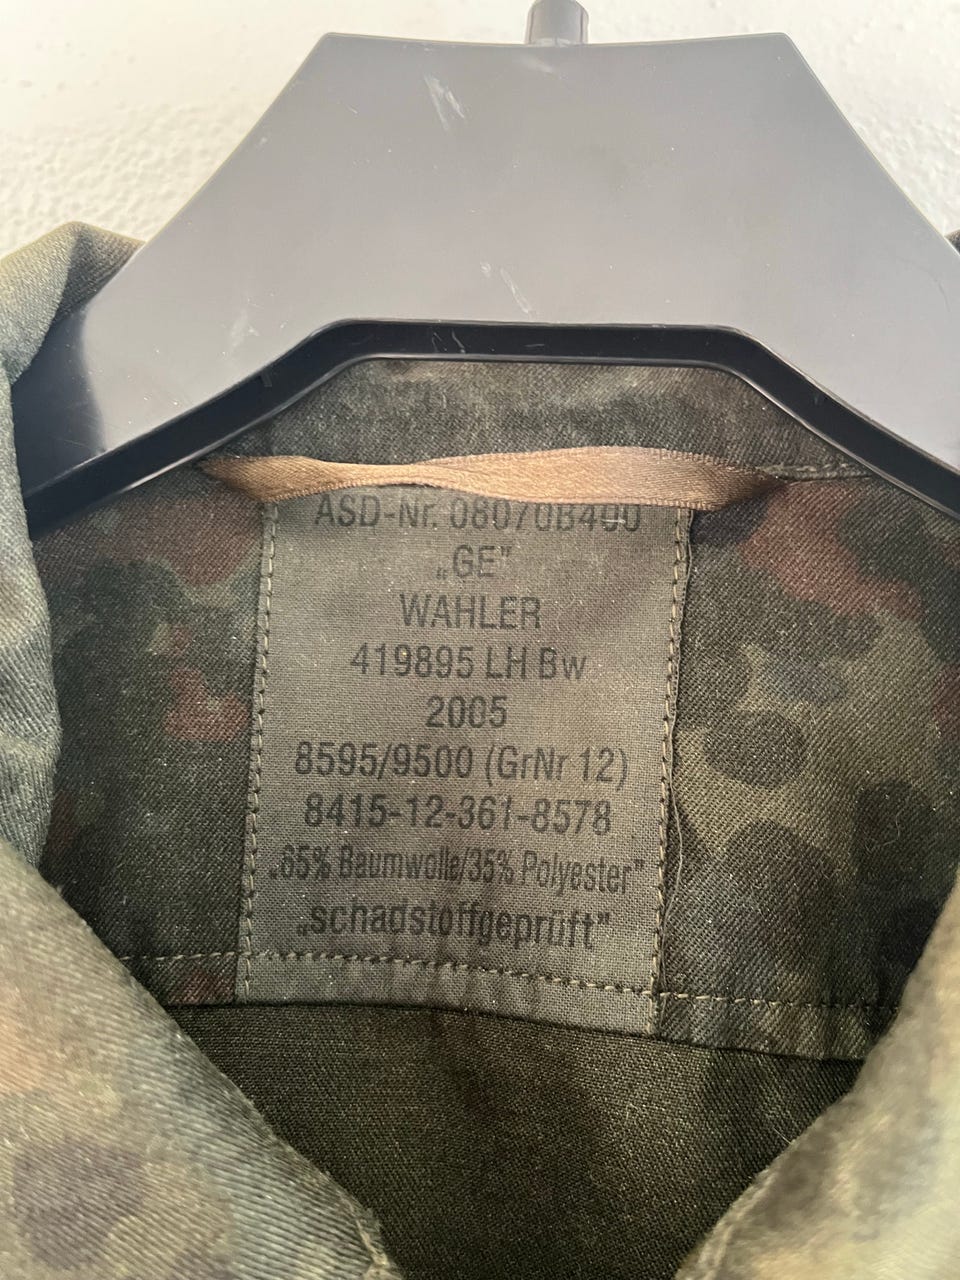 ASD-Nr. 08070B400
„GE”
WAHLER
419895 LH Bw
2005
8595/9500 (GrNr 12)
8415-12-361-8578
„65% Baumwolle/35% Polyester”
„schadstoffgeprüft”